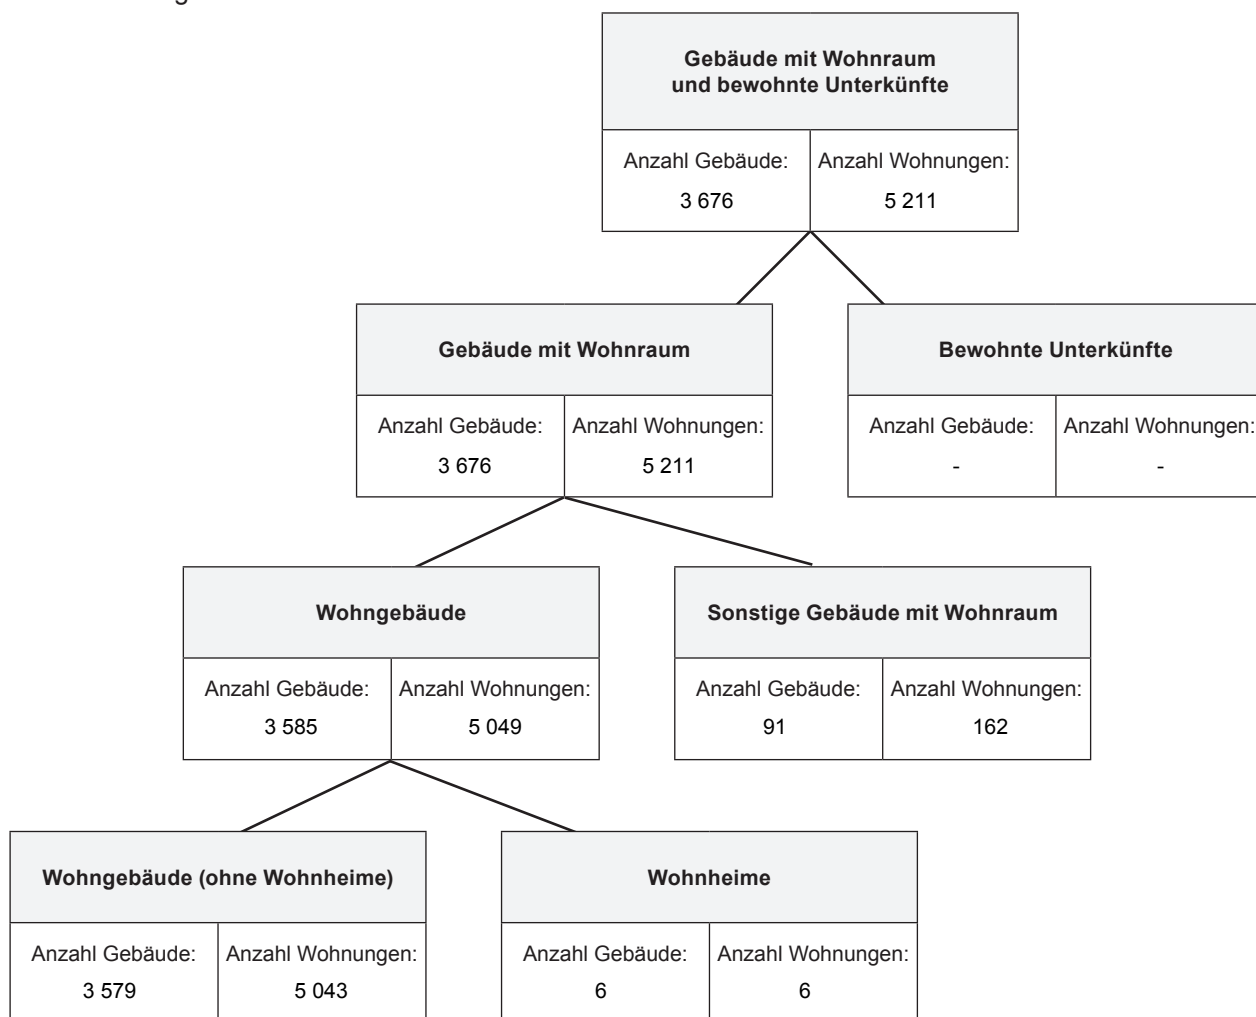 Gebäude mit Wohnraum
und bewohnte Unterkünfte
Anzahl Gebäude: Anzahl Wohnungen:
3 676 5 211
Gebäude mit Wohnraum
Anzahl Gebäude: Anzahl Wohnungen:
3 676 5 211
Bewohnte Unterkünfte
Anzahl Gebäude: Anzahl Wohnungen:
- -
Wohngebäude
Anzahl Gebäude: Anzahl Wohnungen:
3 585 5 049
Sonstige Gebäude mit Wohnraum
Anzahl Gebäude: Anzahl Wohnungen:
91 162
Wohngebäude (ohne Wohnheime)
Anzahl Gebäude: Anzahl Wohnungen:
3 579 5 043
Wohnheime
Anzahl Gebäude: Anzahl Wohnungen:
6 6